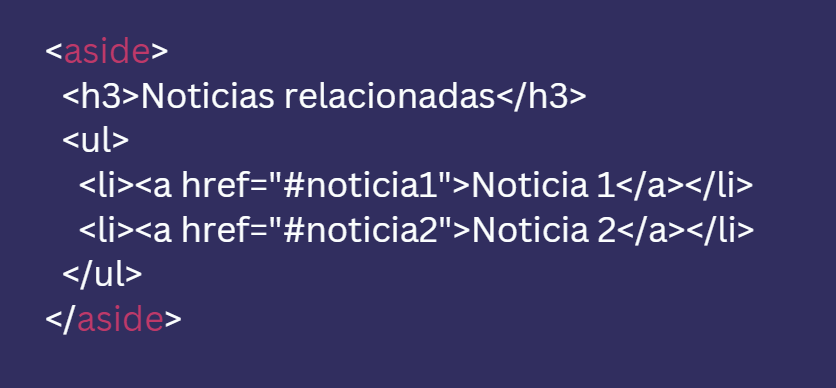 <aside>
<h3>Noticias relacionadas</h3>
<ul>
<li><a href="#noticia1">Noticia 1</a></li>
<li><a href="#noticia2">Noticia 2</a></li>
</ul>
</aside>